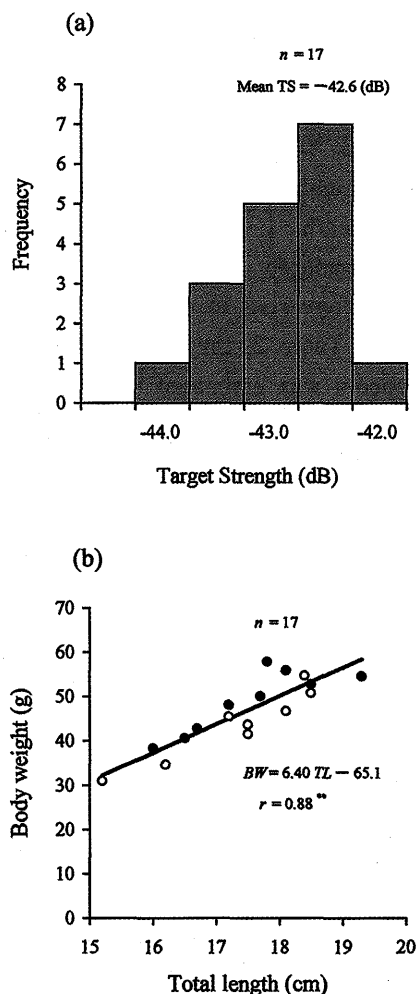 (a)
n = 17
Mean TS = −42.6 (dB)
8
7
6
5
4
3
2
1
0
Frequency
-44.0 -43.0 -42.0
Target Strength (dB)
(b)
n = 17
70
60
50
40
30
20
10
0
Body weight (g)
BW = 6.40 TL − 65.1
r = 0.88 **
15 16 17 18 19 20
Total length (cm)